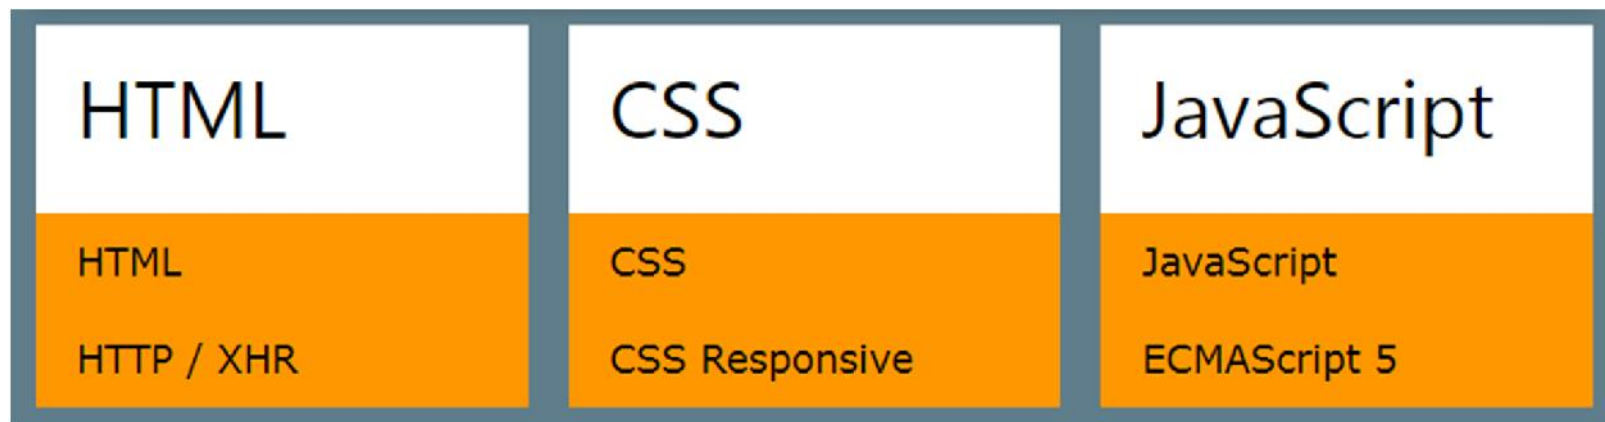 HTML
HTML
HTTP / XHR
CSS
CSS
CSS Responsive
JavaScript
JavaScript
ECMAScript 5